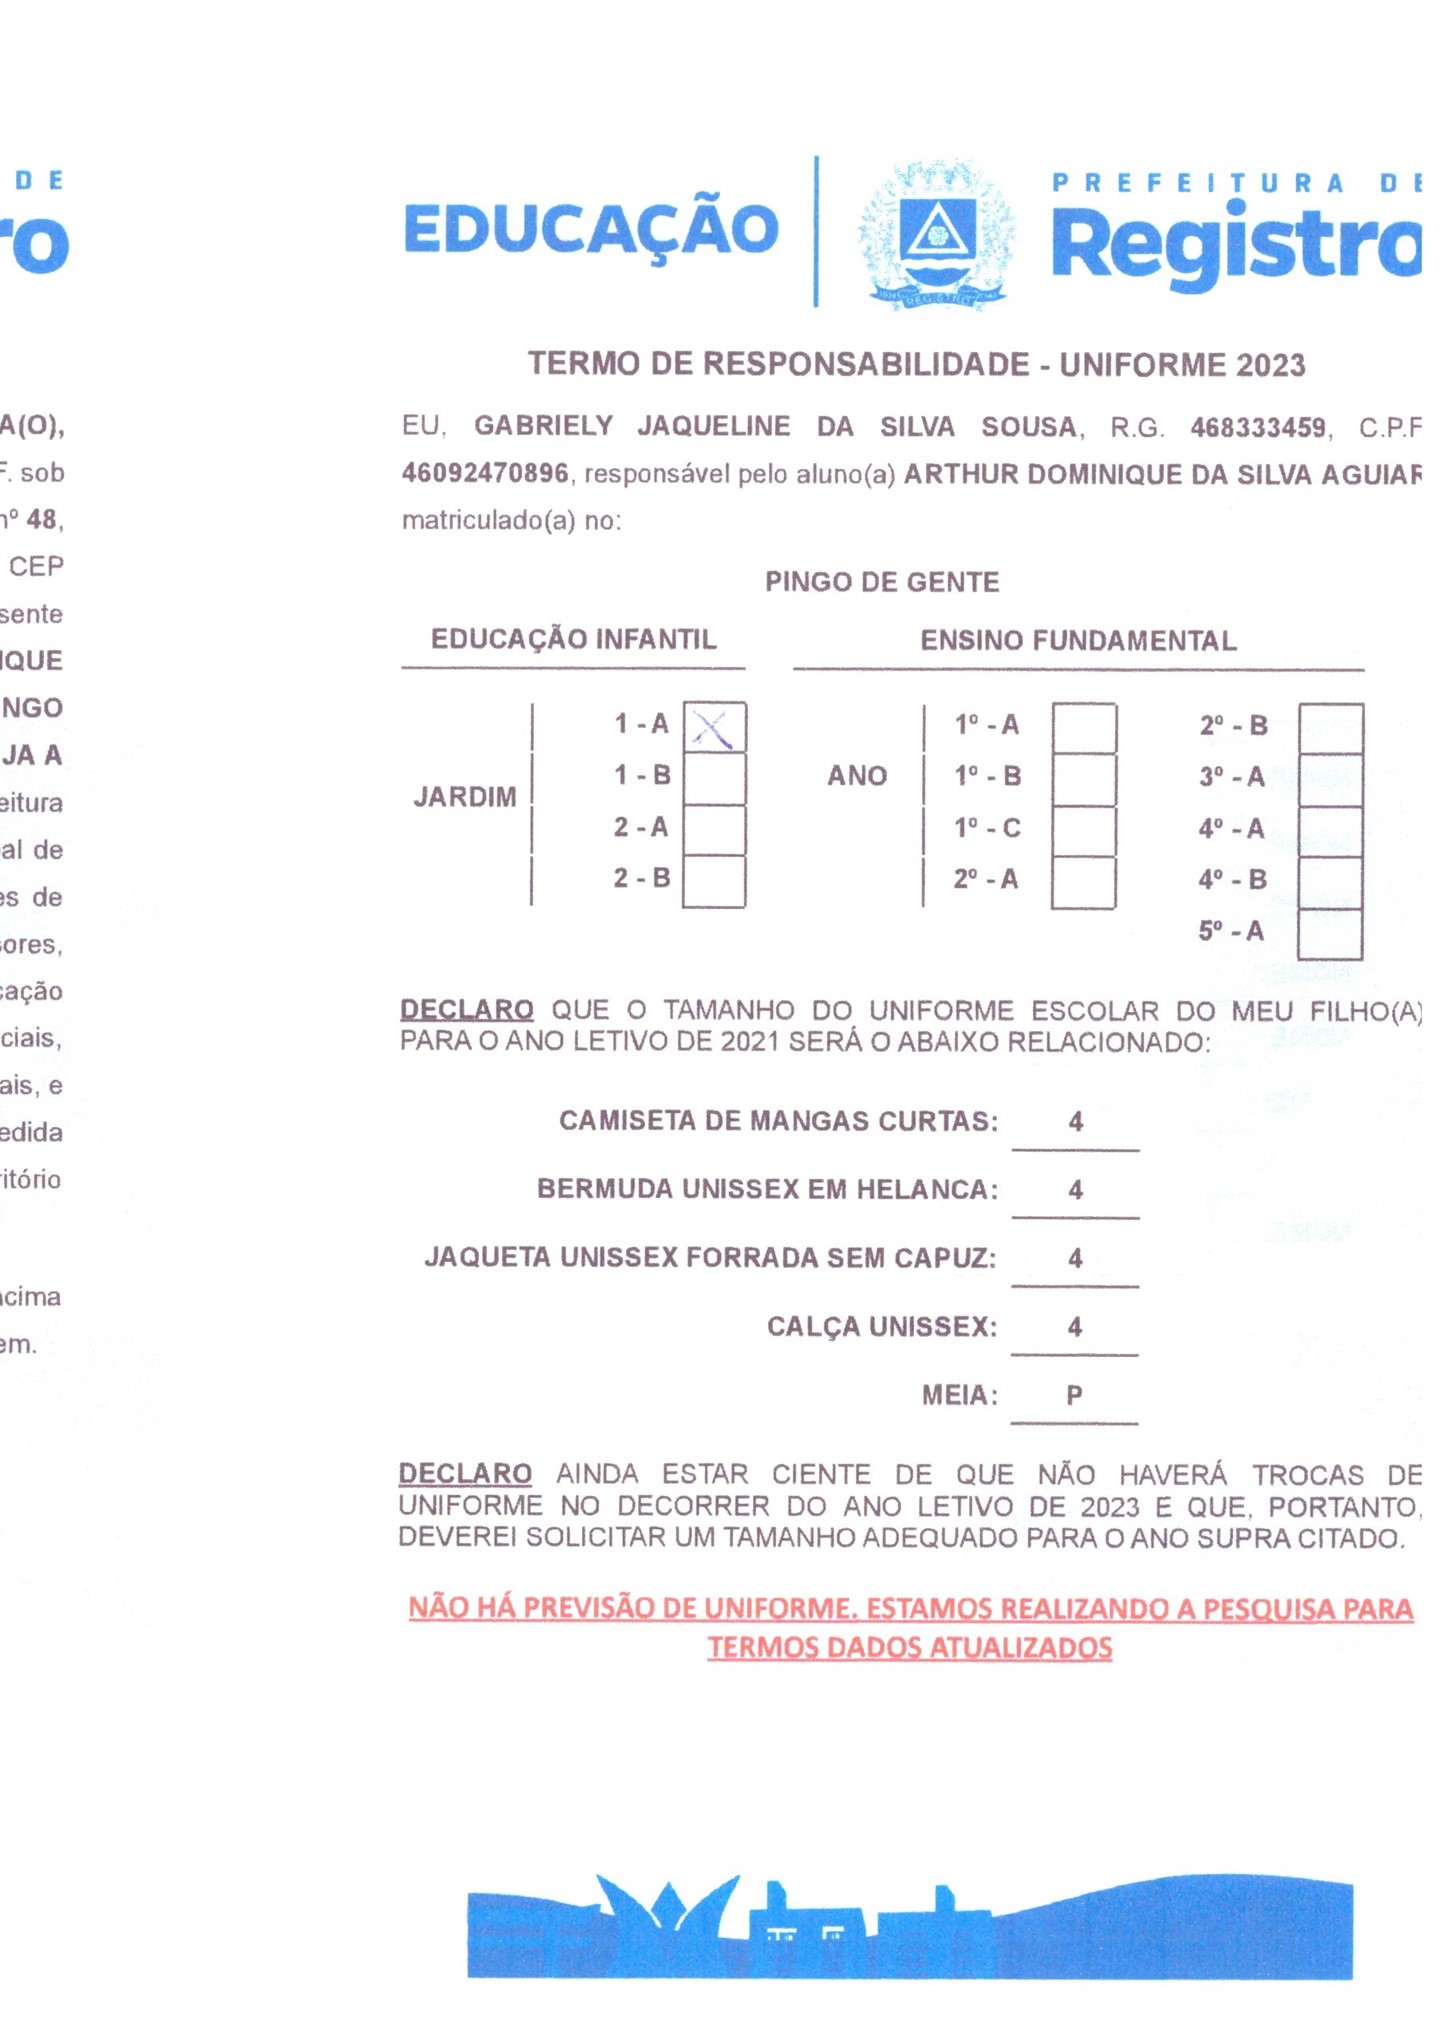 DE
ro
A(O),
F. sob
nº 48,
CEP
sente
IQUE
NGO
JA A
eitura
al de
es de
sores,
cação
ciais,
ais, e
edida
ritório
acima
em.
EDUCAÇÃO
PREFEITURA DE
Registro
REGISTRO
TERMO DE RESPONSABILIDADE - UNIFORME 2023
EU, GABRIELY JAQUELINE DA SILVA SOUSA, R.G. 468333459, C.P.F
46092470896, responsável pelo aluno(a) ARTHUR DOMINIQUE DA SILVA AGUIAR
matriculado(a) no:
PINGO DE GENTE
EDUCAÇÃO INFANTIL
JARDIM
1 - A X
1 - B
2 - A
2 - B
ENSINO FUNDAMENTAL
ANO
1º - A
1º - B
1º - C
2º - A
2º - B
3º - A
4º - A
4º - B
5º - A
DECLARO QUE O TAMANHO DO UNIFORME ESCOLAR DO MEU FILHO(A)
PARA O ANO LETIVO DE 2021 SERÁ O ABAIXO RELACIONADO:
CAMISETA DE MANGAS CURTAS: 4
BERMUDA UNISSEX EM HELANCA: 4
JAQUETA UNISSEX FORRADA SEM CAPUZ: 4
CALÇA UNISSEX: 4
MEIA: P
DECLARO AINDA ESTAR CIENTE DE QUE NÃO HAVERÁ TROCAS DE
UNIFORME NO DECORRER DO ANO LETIVO DE 2023 E QUE, PORTANTO,
DEVEREI SOLICITAR UM TAMANHO ADEQUADO PARA O ANO SUPRA CITADO.
NÃO HÁ PREVISÃO DE UNIFORME. ESTAMOS REALIZANDO A PESQUISA PARA
TERMOS DADOS ATUALIZADOS